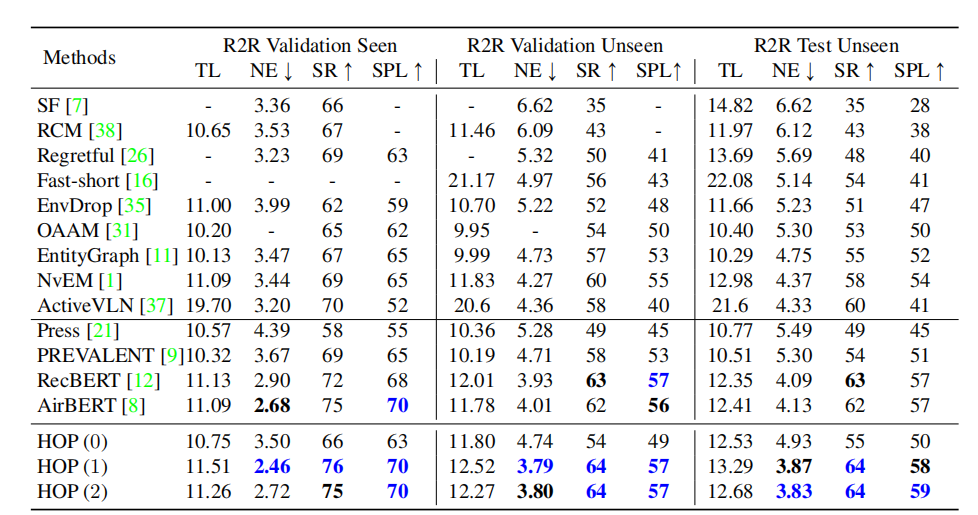 Methods R2R Validation Seen R2R Validation Unseen R2R Test Unseen
TL NE ↓ SR ↑ SPL ↑ TL NE ↓ SR ↑ SPL↑ TL NE ↓ SR ↑ SPL ↑
SF [7] - 3.36 66 - - 6.62 35 - 14.82 6.62 35 28
RCM [38] 10.65 3.53 67 - 11.46 6.09 43 - 11.97 6.12 43 38
Regretful [26] - 3.23 69 63 - 5.32 50 41 13.69 5.69 48 40
Fast-short [16] - - - - 21.17 4.97 56 43 22.08 5.14 54 41
EnvDrop [35] 11.00 3.99 62 59 10.70 5.22 52 48 11.66 5.23 51 47
OAAM [31] 10.20 - 65 62 9.95 - 54 50 10.40 5.30 53 50
EntityGraph [11] 10.13 3.47 67 65 9.99 4.73 57 53 10.29 4.75 55 52
NvEM [1] 11.09 3.44 69 65 11.83 4.27 60 55 12.98 4.37 58 54
ActiveVLN [37] 19.70 3.20 70 52 20.6 4.36 58 40 21.6 4.33 60 41
Press [21] 10.57 4.39 58 55 10.36 5.28 49 45 10.77 5.49 49 45
PREVALENT [9] 10.32 3.67 69 65 10.19 4.71 58 53 10.51 5.30 54 51
RecBERT [12] 11.13 2.90 72 68 12.01 3.93 63 57 12.35 4.09 63 57
AirBERT [8] 11.09 2.68 75 70 11.78 4.01 62 56 12.41 4.13 62 57
HOP (0) 10.75 3.50 66 63 11.80 4.74 54 49 12.53 4.93 55 50
HOP (1) 11.51 2.46 76 70 12.52 3.79 64 57 13.29 3.87 64 58
HOP (2) 11.26 2.72 75 70 12.27 3.80 64 57 12.68 3.83 64 59